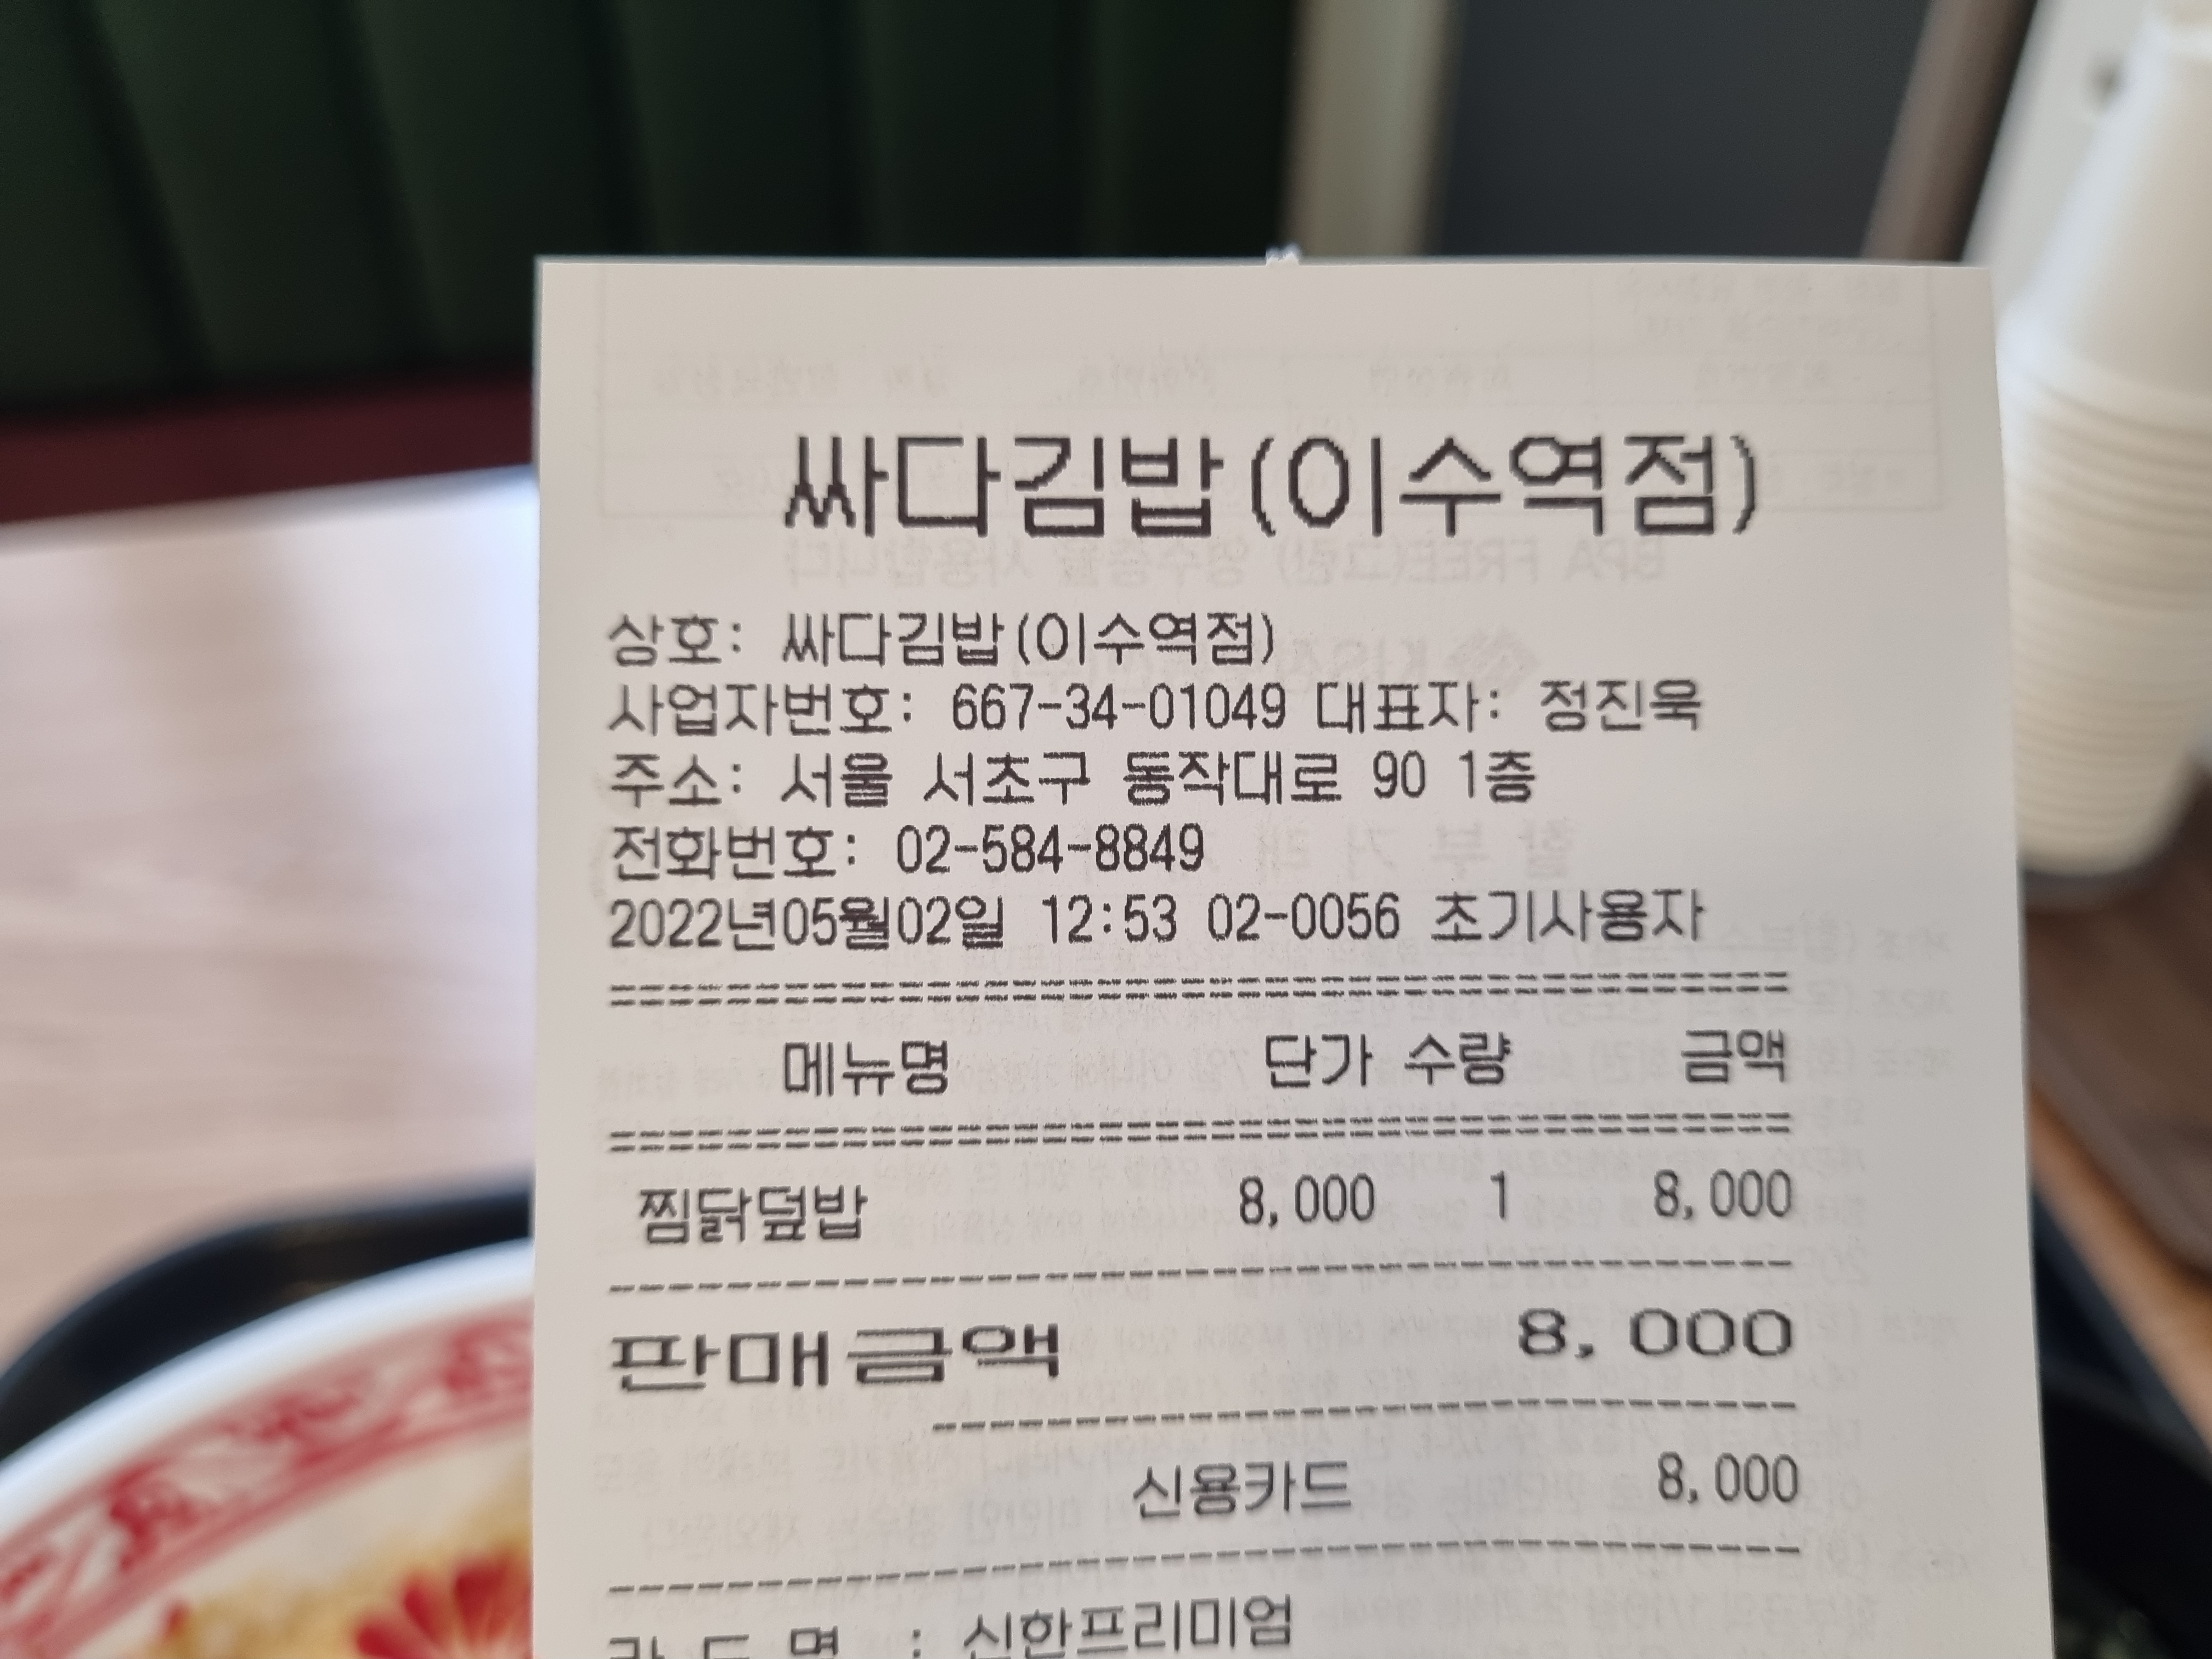 싸다김밥(이수역점)
상호: 싸다김밥(이수역점)
사업자번호: 667-34-01049 대표자: 정진욱
주소: 서울 서초구 동작대로 90 1층
전화번호: 02-584-8849
2022년05월02일 12:53 02-0056 초기사용자
메뉴명 단가 수량 금액
찜닭덮밥 8,000 1 8,000
판매금액 8,000
신용카드 8,000
카 드 명 : 신한프리미엄